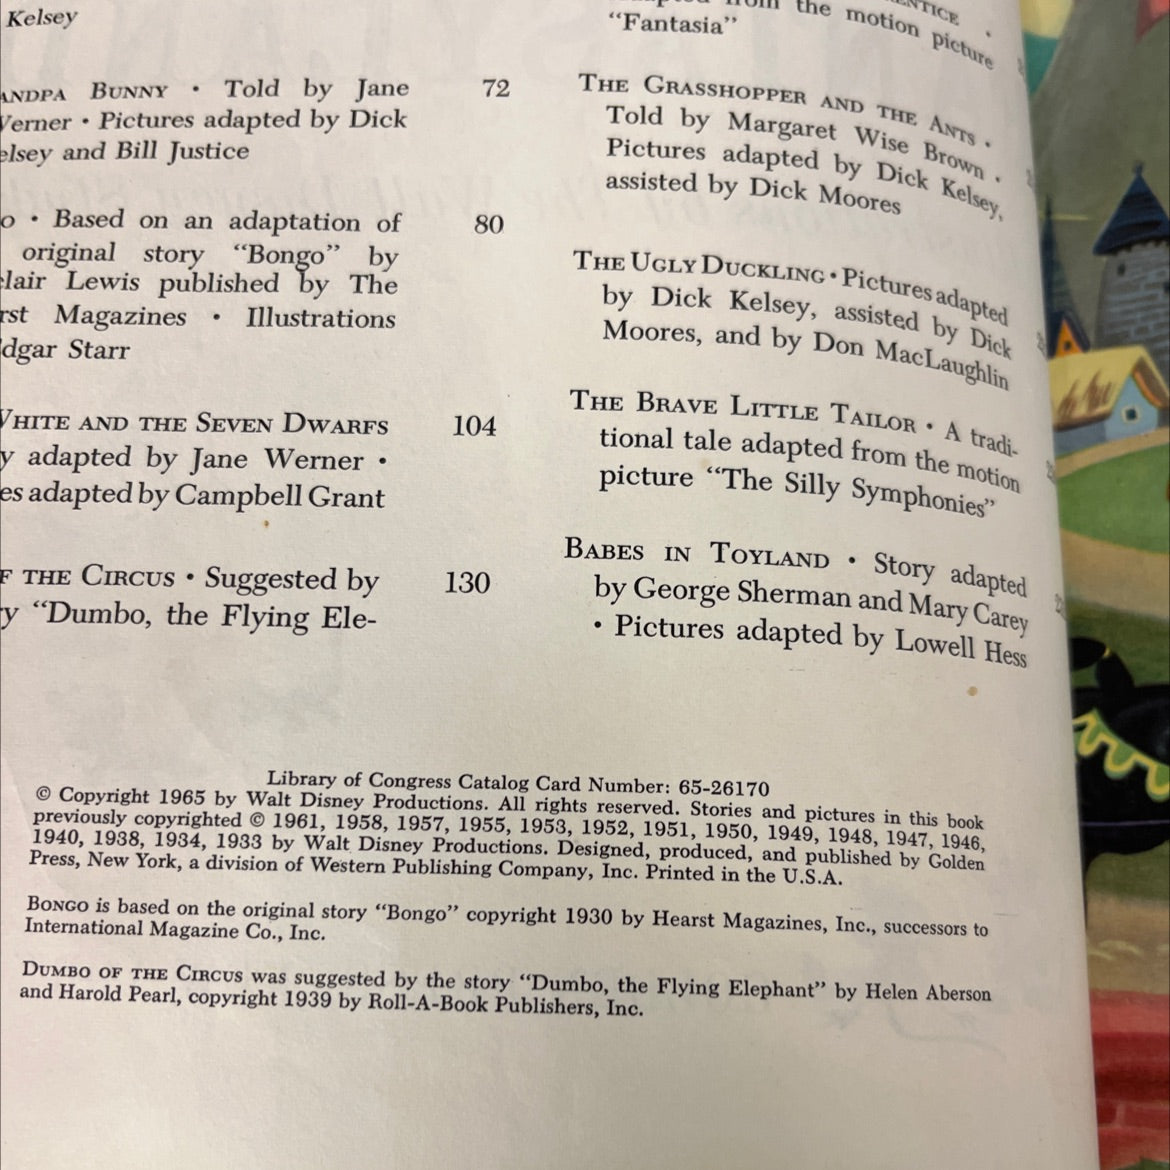 Kelsey
ANDPA BUNNY • Told by Jane 72
Verner • Pictures adapted by Dick
elsey and Bill Justice
o • Based on an adaptation of 80
original story “Bongo” by
clair Lewis published by The
rst Magazines • Illustrations
dgar Starr
WHITE AND THE SEVEN DWARFS 104
y adapted by Jane Werner •
es adapted by Campbell Grant
F THE CIRCUS • Suggested by 130
y “Dumbo, the Flying Ele-
from the motion picture
“Fantasia”
THE GRASSHOPPER AND THE ANTS •
Told by Margaret Wise Brown •
Pictures adapted by Dick Kelsey,
assisted by Dick Moores
THE UGLY DUCKLING • Pictures adapted
by Dick Kelsey, assisted by Dick
Moores, and by Don MacLaughlin
THE BRAVE LITTLE TAILOR • A tradi-
tional tale adapted from the motion
picture “The Silly Symphonies”
BABES IN TOYLAND • Story adapted
by George Sherman and Mary Carey
• Pictures adapted by Lowell Hess
Library of Congress Catalog Card Number: 65-26170
© Copyright 1965 by Walt Disney Productions. All rights reserved. Stories and pictures in this book
previously copyrighted © 1961, 1958, 1957, 1955, 1953, 1952, 1951, 1950, 1949, 1948, 1947, 1946,
1940, 1938, 1934, 1933 by Walt Disney Productions. Designed, produced, and published by Golden
Press, New York, a division of Western Publishing Company, Inc. Printed in the U.S.A.
BONGO is based on the original story “Bongo” copyright 1930 by Hearst Magazines, Inc., successors to
International Magazine Co., Inc.
DUMBO OF THE CIRCUS was suggested by the story “Dumbo, the Flying Elephant” by Helen Aberson
and Harold Pearl, copyright 1939 by Roll-A-Book Publishers, Inc.